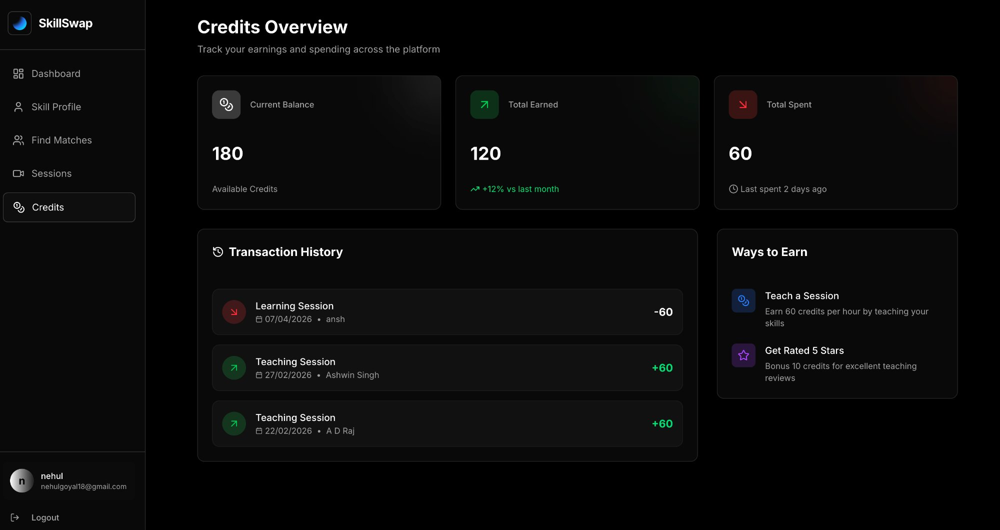 SkillSwap
Dashboard
Skill Profile
Find Matches
Sessions
Credits
nehul
n
nehulgoyal18@gmail.com
Logout
Credits Overview
Track your earnings and spending across the platform
Current Balance
180
Available Credits
Total Earned
120
+12% vs last month
Total Spent
60
Last spent 2 days ago
Transaction History
Learning Session
07/04/2026 • ansh
-60
Teaching Session
27/02/2026 • Ashwin Singh
+60
Teaching Session
22/02/2026 • A D Raj
+60
Ways to Earn
Teach a Session
Earn 60 credits per hour by teaching your
skills
Get Rated 5 Stars
Bonus 10 credits for excellent teaching
reviews